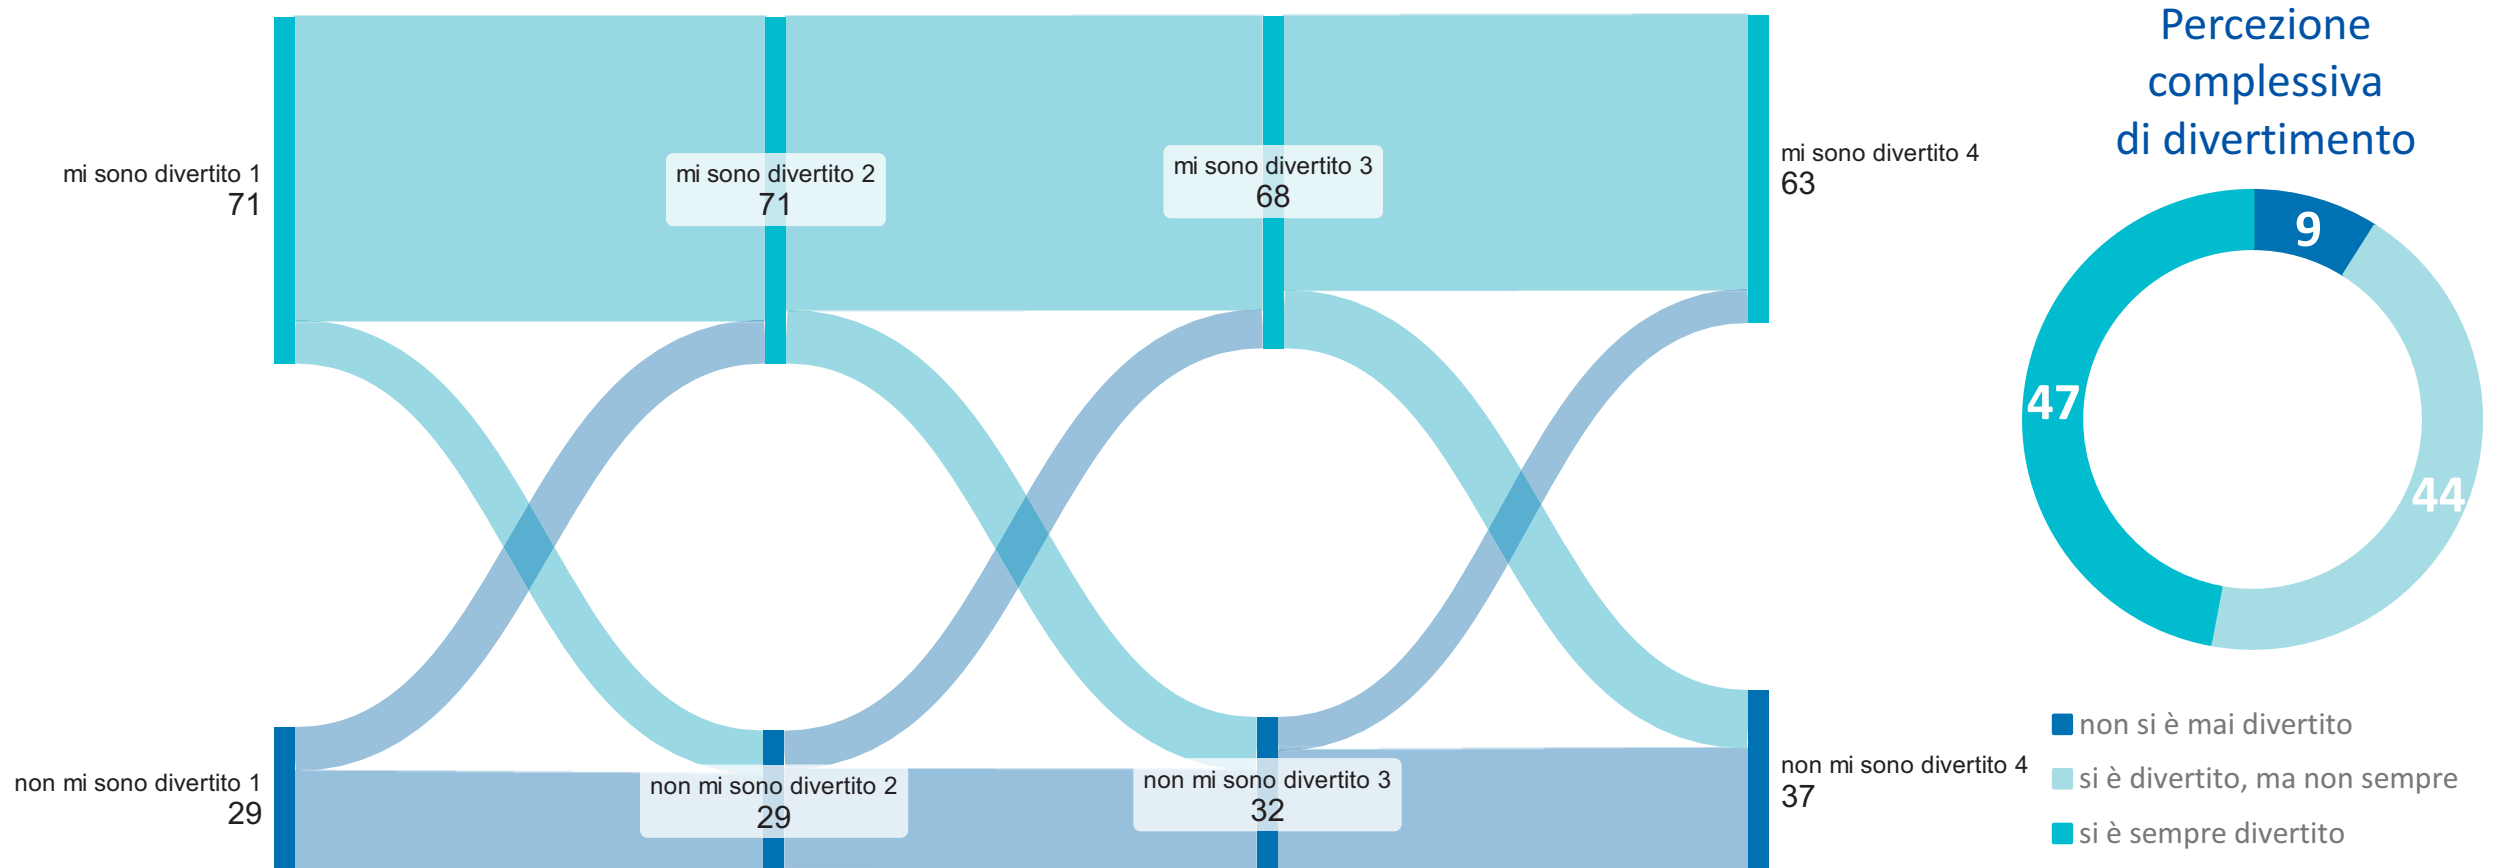 mi sono divertito 1
71
mi sono divertito 2
71
mi sono divertito 3
68
mi sono divertito 4
63
non mi sono divertito 1
29
non mi sono divertito 2
29
non mi sono divertito 3
32
non mi sono divertito 4
37
Percezione
complessiva
di divertimento
9
47
44
non si è mai divertito
si è divertito, ma non sempre
si è sempre divertito